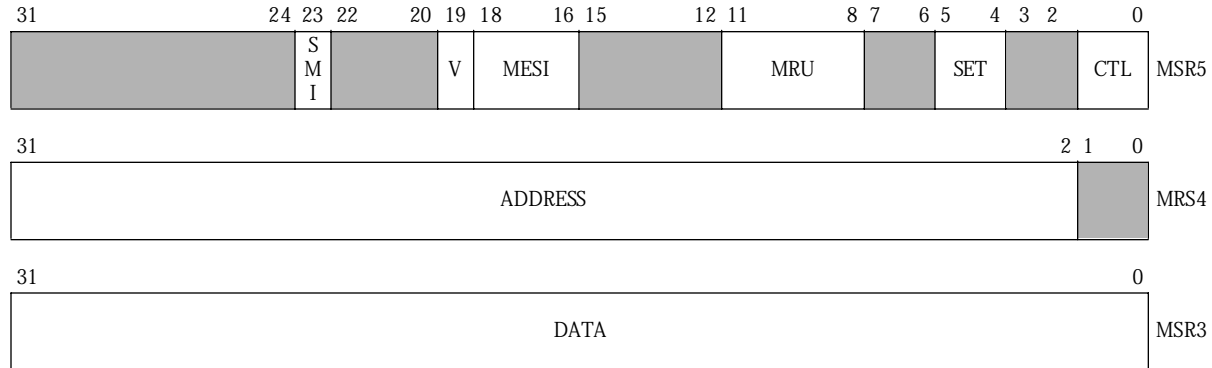 31 24 23 22 20 19 18 16 15 12 11 8 7 6 5 4 3 2 0
S
M
I
V MESI MRU SET CTL MSR5
31 2 1 0
ADDRESS MRS4
31 0
DATA MSR3